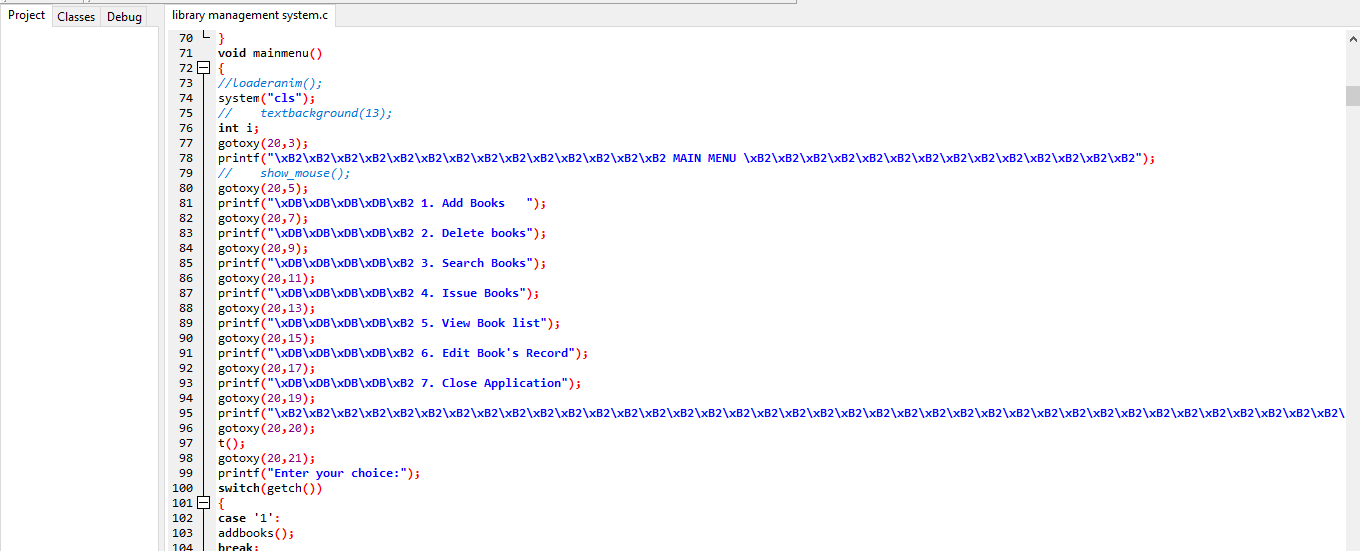 Project Classes Debug library management system.c
70 }
71 void mainmenu()
72 {
73 //loaderanim();
74 system("cls");
75 //    textbackground(13);
76 int i;
77 gotoxy(20,3);
78 printf("\xB2\xB2\xB2\xB2\xB2\xB2\xB2\xB2\xB2\xB2\xB2\xB2\xB2\xB2 MAIN MENU \xB2\xB2\xB2\xB2\xB2\xB2\xB2\xB2\xB2\xB2\xB2\xB2\xB2\xB2");
79 //    show_mouse();
80 gotoxy(20,5);
81 printf("\xDB\xDB\xDB\xDB\xB2 1. Add Books   ");
82 gotoxy(20,7);
83 printf("\xDB\xDB\xDB\xDB\xB2 2. Delete books");
84 gotoxy(20,9);
85 printf("\xDB\xDB\xDB\xDB\xB2 3. Search Books");
86 gotoxy(20,11);
87 printf("\xDB\xDB\xDB\xDB\xB2 4. Issue Books");
88 gotoxy(20,13);
89 printf("\xDB\xDB\xDB\xDB\xB2 5. View Book list");
90 gotoxy(20,15);
91 printf("\xDB\xDB\xDB\xDB\xB2 6. Edit Book's Record");
92 gotoxy(20,17);
93 printf("\xDB\xDB\xDB\xDB\xB2 7. Close Application");
94 gotoxy(20,19);
95 printf("\xB2\xB2\xB2\xB2\xB2\xB2\xB2\xB2\xB2\xB2\xB2\xB2\xB2\xB2\xB2\xB2\xB2\xB2\xB2\xB2\xB2\xB2\xB2\xB2\xB2\xB2\xB2\xB2\xB2\xB2\xB2\xB2\xB2\xB2\xB2\xB2\xB2\xB2\
96 gotoxy(20,20);
97 t();
98 gotoxy(20,21);
99 printf("Enter your choice:");
100 switch(getch())
101 {
102 case '1':
103 addbooks();
104 break;